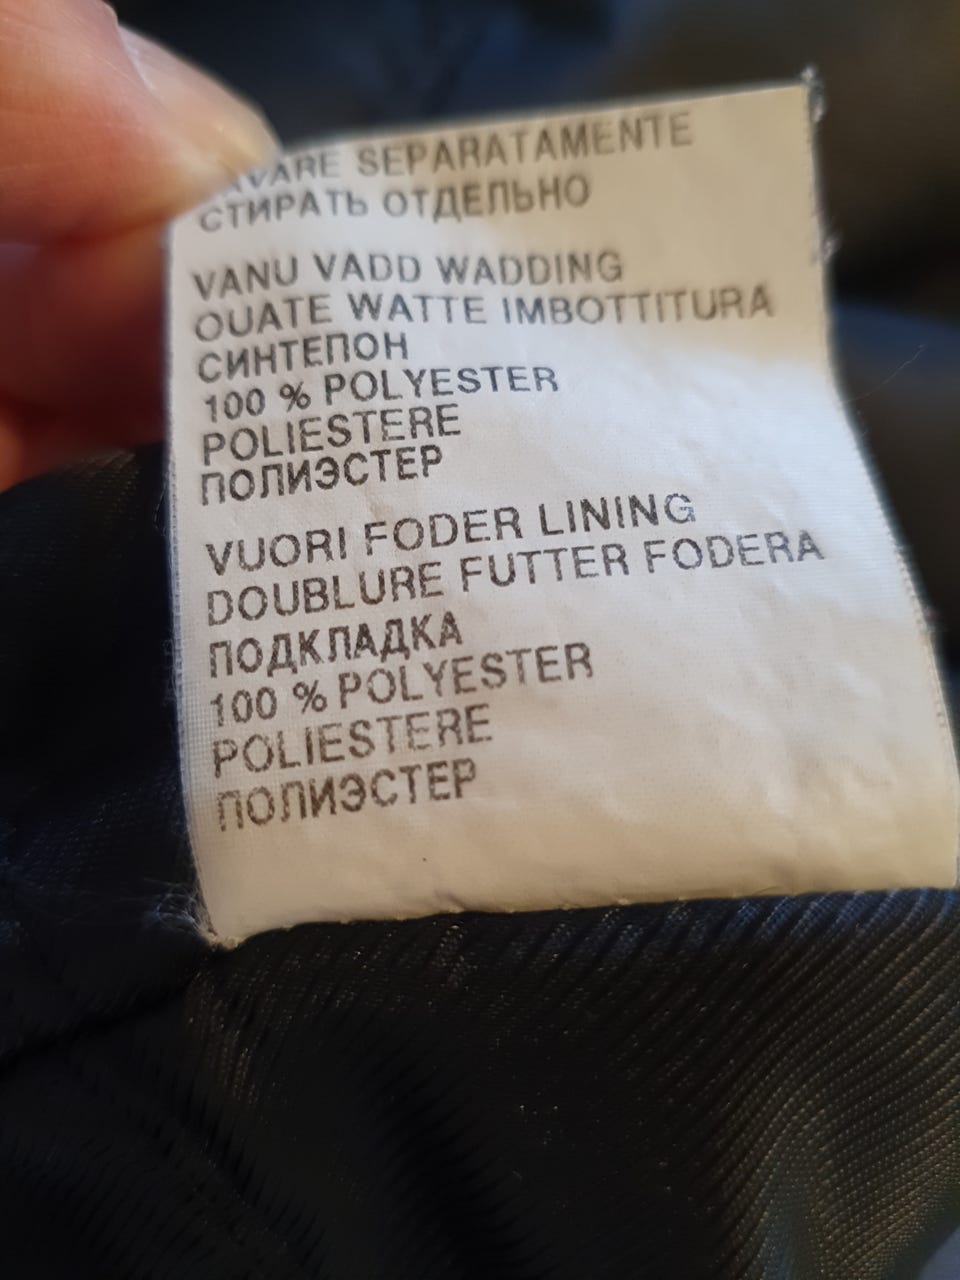 LAVARE SEPARATAMENTE
СТИРАТЬ ОТДЕЛЬНО
VANU VADD WADDING
OUATE WATTE IMBOTTITURA
СИНТЕПОН
100 % POLYESTER
POLIESTERE
ПОЛИЭСТЕР
VUORI FODER LINING
DOUBLURE FUTTER FODERA
ПОДКЛАДКА
100 % POLYESTER
POLIESTERE
ПОЛИЭСТЕР